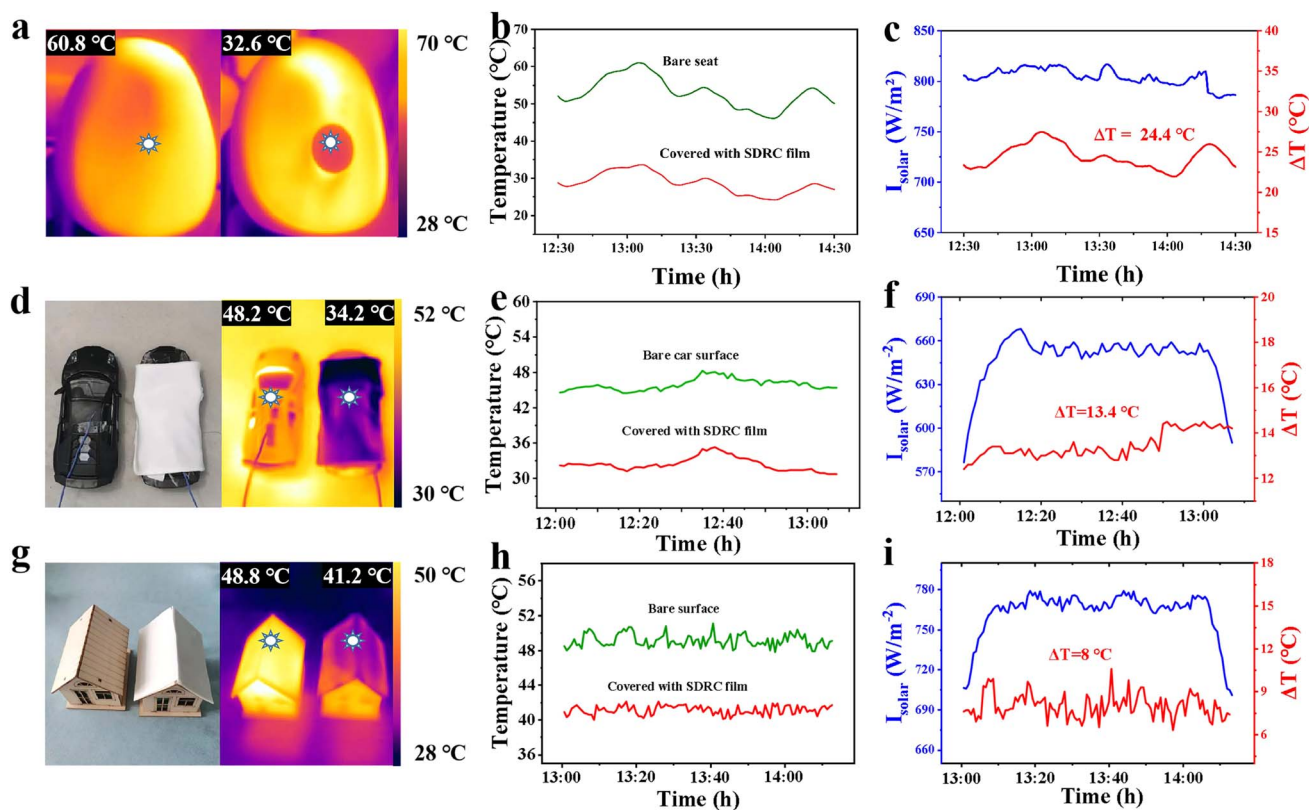 a
60.8 °C
32.6 °C
70 °C
28 °C
b
Temperature (°C)
70
60
50
40
30
20
Bare seat
Covered with SDRC film
12:30
13:00
13:30
14:00
14:30
Time (h)
c
I_solar (W/m²)
850
800
750
700
650
ΔT = 24.4 °C
40
35
30
25
20
15
ΔT (°C)
12:30
13:00
13:30
14:00
14:30
Time (h)
d
48.2 °C
34.2 °C
52 °C
30 °C
e
Temperature (°C)
60
54
48
42
36
30
Bare car surface
Covered with SDRC film
12:00
12:20
12:40
13:00
Time (h)
f
I_solar (W/m⁻²)
690
660
630
600
570
ΔT=13.4 °C
20
18
16
14
12
ΔT (°C)
12:00
12:20
12:40
13:00
Time (h)
g
48.8 °C
41.2 °C
50 °C
28 °C
h
Temperature (°C)
56
52
48
44
40
36
Bare surface
Covered with SDRC film
13:00
13:20
13:40
14:00
Time (h)
i
I_solar (W/m⁻²)
780
750
720
690
660
ΔT=8 °C
18
15
12
9
6
3
ΔT (°C)
13:00
13:20
13:40
14:00
Time (h)